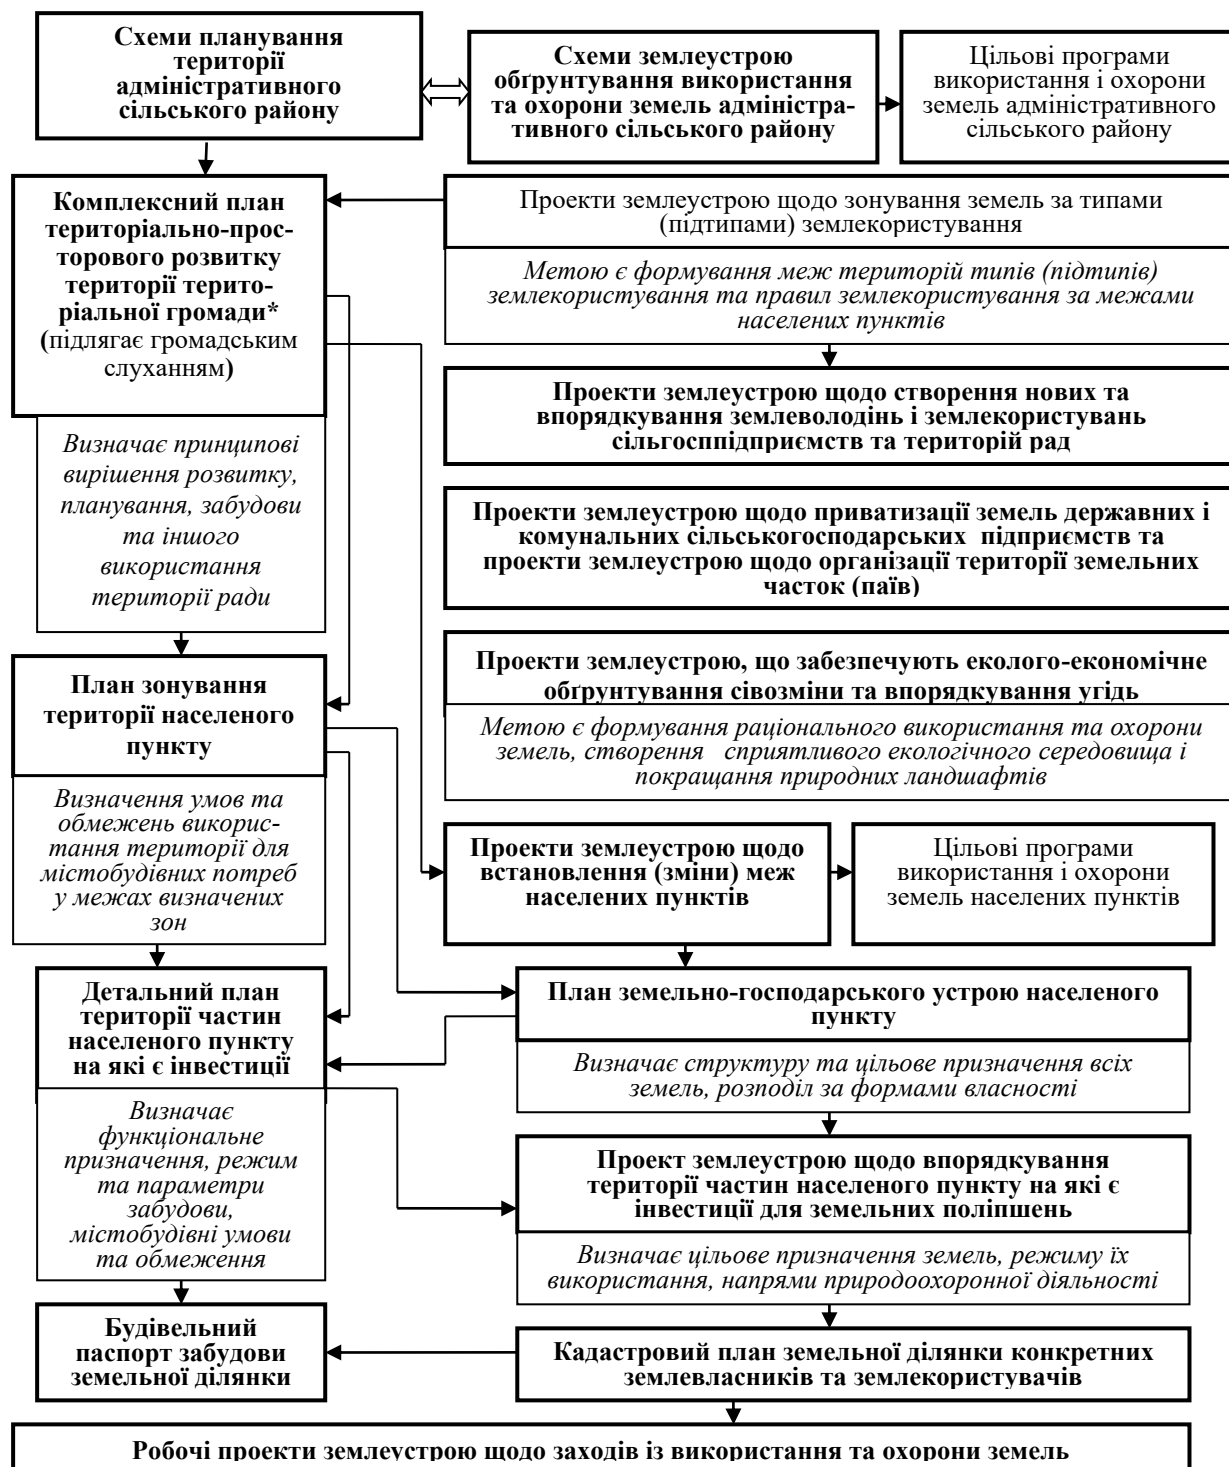 Схеми планування
території
адміністративного
сільського району
Схеми землеустрою
обґрунтування використання
та охорони земель адміністра-
тивного сільського району
Цільові програми
використання і охорони
земель адміністративного
сільського району
Комплексний план
територіально-прос-
торового розвитку
території терито-
ріальної громади*
(підлягає громадським
слуханням)
Визначає принципові
вирішення розвитку,
планування, забудови
та іншого
використання
території ради
План зонування
території населеного
пункту
Визначення умов та
обмежень викорис-
тання території для
містобудівних потреб
у межах визначених
зон
Детальний план
території частин
населеного пункту
на які є інвестиції
Визначає
функціональне
призначення, режим
та параметри
забудови,
містобудівні умови
та обмеження
Будівельний
паспорт забудови
земельної ділянки
Проекти землеустрою щодо зонування земель за типами
(підтипами) землекористування
Метою є формування меж територій типів (підтипів)
землекористування та правил землекористування за межами
населених пунктів
Проекти землеустрою щодо створення нових та
впорядкування землеволодінь і землекористувань
сільгосппідприємств та територій рад
Проекти землеустрою щодо приватизації земель державних і
комунальних сільськогосподарських підприємств та
проекти землеустрою щодо організації території земельних
часток (паїв)
Проекти землеустрою, що забезпечують еколого-економічне
обґрунтування сівозміни та впорядкування угідь
Метою є формування раціонального використання та охорони
земель, створення сприятливого екологічного середовища і
покращання природних ландшафтів
Проекти землеустрою щодо
встановлення (зміни) меж
населених пунктів
Цільові програми
використання і охорони
земель населених пунктів
План земельно-господарського устрою населеного
пункту
Визначає структуру та цільове призначення всіх
земель, розподіл за формами власності
Проект землеустрою щодо впорядкування
території частин населеного пункту на які є
інвестиції для земельних поліпшень
Визначає цільове призначення земель, режиму їх
використання, напрями природоохоронної діяльності
Кадастровий план земельної ділянки конкретних
землевласників та землекористувачів
Робочі проекти землеустрою щодо заходів із використання та охорони земель